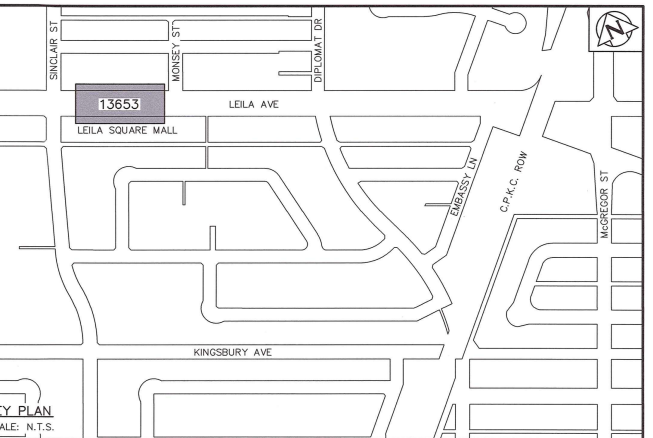 SINCLAIR ST
MONSEY ST
DIPLOMAT DR
N
13653
LEILA AVE
LEILA SQUARE MALL
EMBASSY LN
C.P.K.C. ROW
McGREGOR ST
KINGSBURY AVE
EY PLAN
ALE: N.T.S.